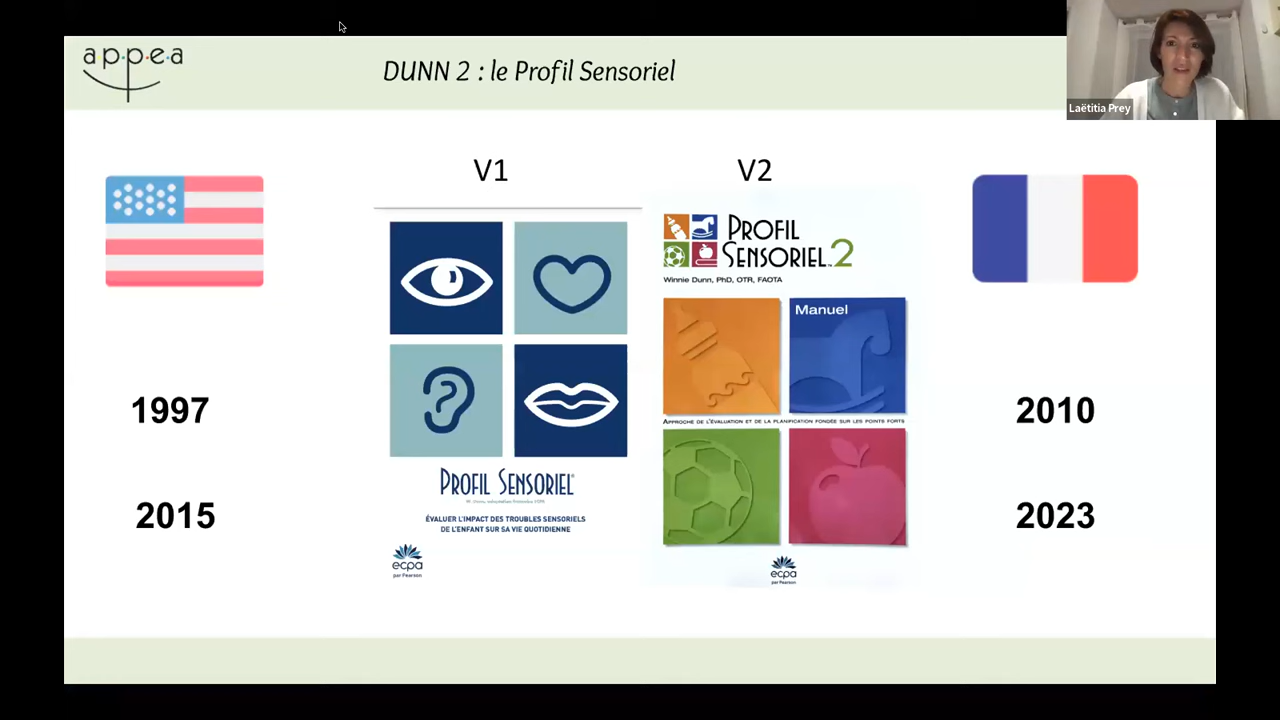 appea
DUNN 2 : le Profil Sensoriel
Laëtitia Prey
V1
V2
1997
2015
PROFIL SENSORIEL
ÉVALUER L'IMPACT DES TROUBLES SENSORIELS
DE L'ENFANT SUR SA VIE QUOTIDIENNE
ecpa
par Pearson
PROFIL
SENSORIEL 2
Winnie Dunn, PhD, OTR, FAOTA
Manuel
APPROCHE DE L'ÉVALUATION ET DE LA PLANIFICATION FONDÉE SUR LES POINTS FORTS
ecpa
par Pearson
2010
2023